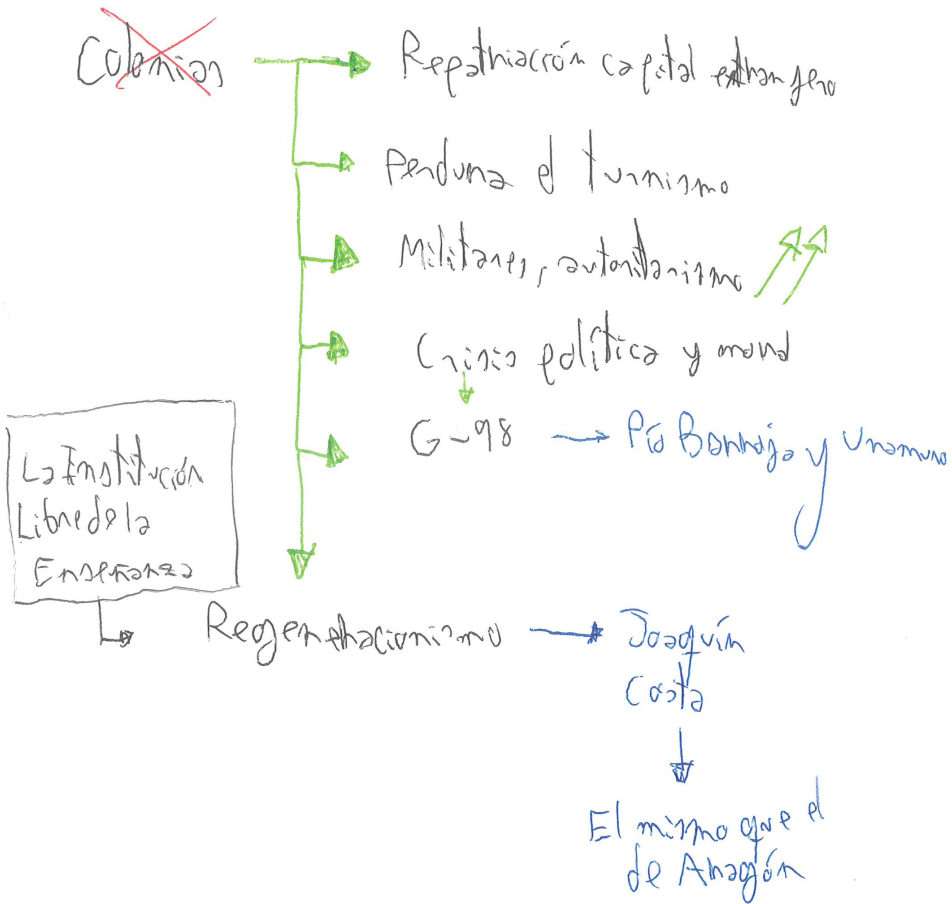 Colonias
Repatriación capital extranjero
Perdura el turnismo
Militares, autoritarismo
Crisis política y moral
G-98
Pío Barroja y Unamuno
La Institución
Libre de la
Enseñanza
Regeneracionismo
Joaquín
Costa
El mismo que el
de Aragón